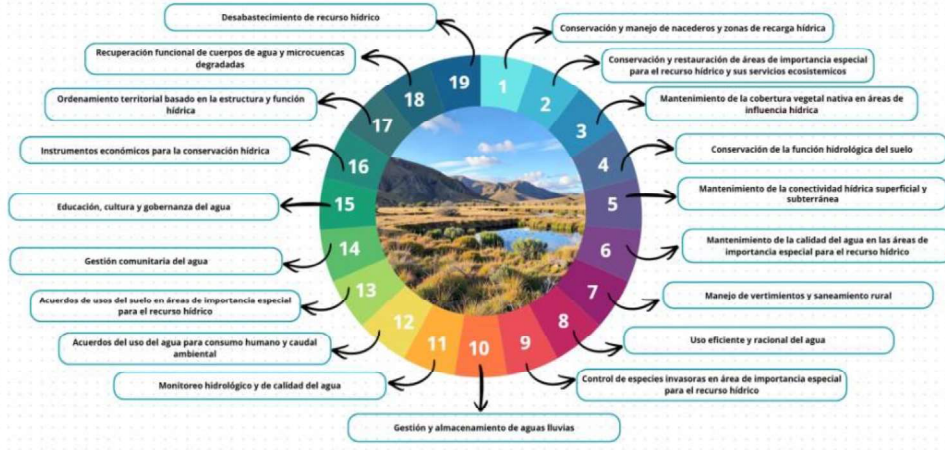 1
Conservación y manejo de nacederos y zonas de recarga hídrica
2
Conservación y restauración de áreas de importancia especial
para el recurso hídrico y sus servicios ecosistemicos
3
Mantenimiento de la cobertura vegetal nativa en áreas de
influencia hídrica
4
Conservación de la función hidrológica del suelo
5
Mantenimiento de la conectividad hídrica superficial y
subterránea
6
Mantenimiento de la calidad del agua en las áreas de
importancia especial para el recurso hídrico
7
Manejo de vertimientos y saneamiento rural
8
Uso eficiente y racional del agua
9
Control de especies invasoras en área de importancia especial
para el recurso hídrico
10
Gestión y almacenamiento de aguas lluvias
11
Monitoreo hidrológico y de calidad del agua
12
Acuerdos del uso del agua para consumo humano y caudal
ambiental
13
Acuerdos de usos del suelo en áreas de importancia especial
para el recurso hídrico
14
Gestión comunitaria del agua
15
Educación, cultura y gobernanza del agua
16
Instrumentos económicos para la conservación hídrica
17
Ordenamiento territorial basado en la estructura y función
hídrica
18
Recuperación funcional de cuerpos de agua y microcuencas
degradadas
19
Desabastecimiento de recurso hídrico